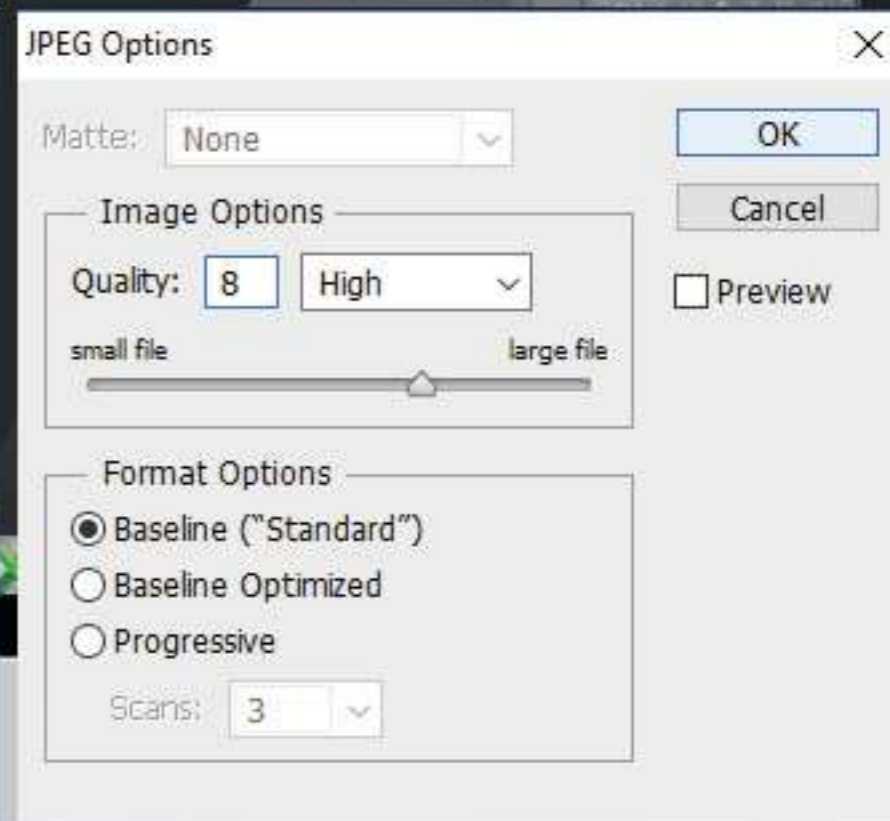 JPEG Options
Matte: None
OK
Cancel
Image Options
Quality: 8 High
Preview
small file large file
Format Options
Baseline (“Standard”)
Baseline Optimized
Progressive
Scans: 3